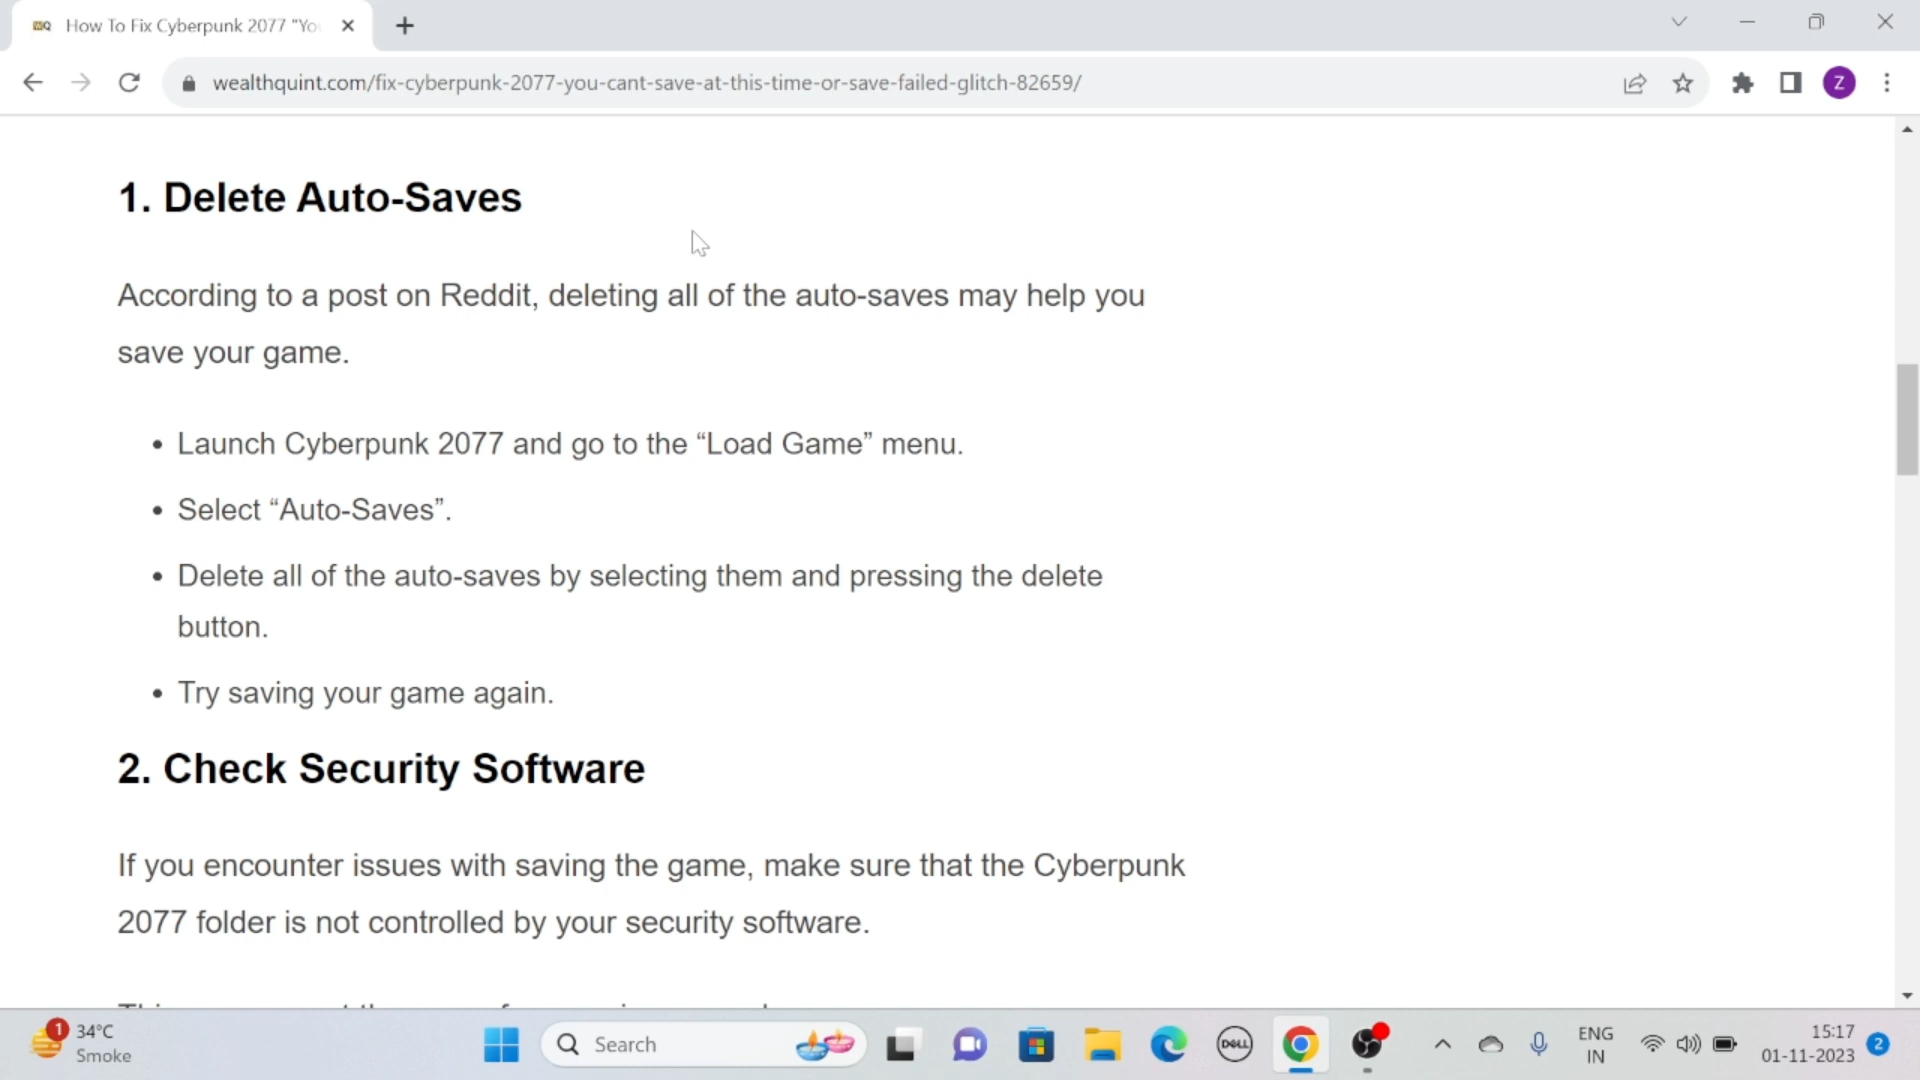 How To Fix Cyberpunk 2077 "Yo
wealthquint.com/fix-cyberpunk-2077-you-cant-save-at-this-time-or-save-failed-glitch-82659/
Z
1. Delete Auto-Saves
According to a post on Reddit, deleting all of the auto-saves may help you
save your game.
• Launch Cyberpunk 2077 and go to the “Load Game” menu.
• Select “Auto-Saves”.
• Delete all of the auto-saves by selecting them and pressing the delete
button.
• Try saving your game again.
2. Check Security Software
If you encounter issues with saving the game, make sure that the Cyberpunk
2077 folder is not controlled by your security software.
1
34°C
Smoke
Search
DELL
ENG
IN
15:17
01-11-2023
2